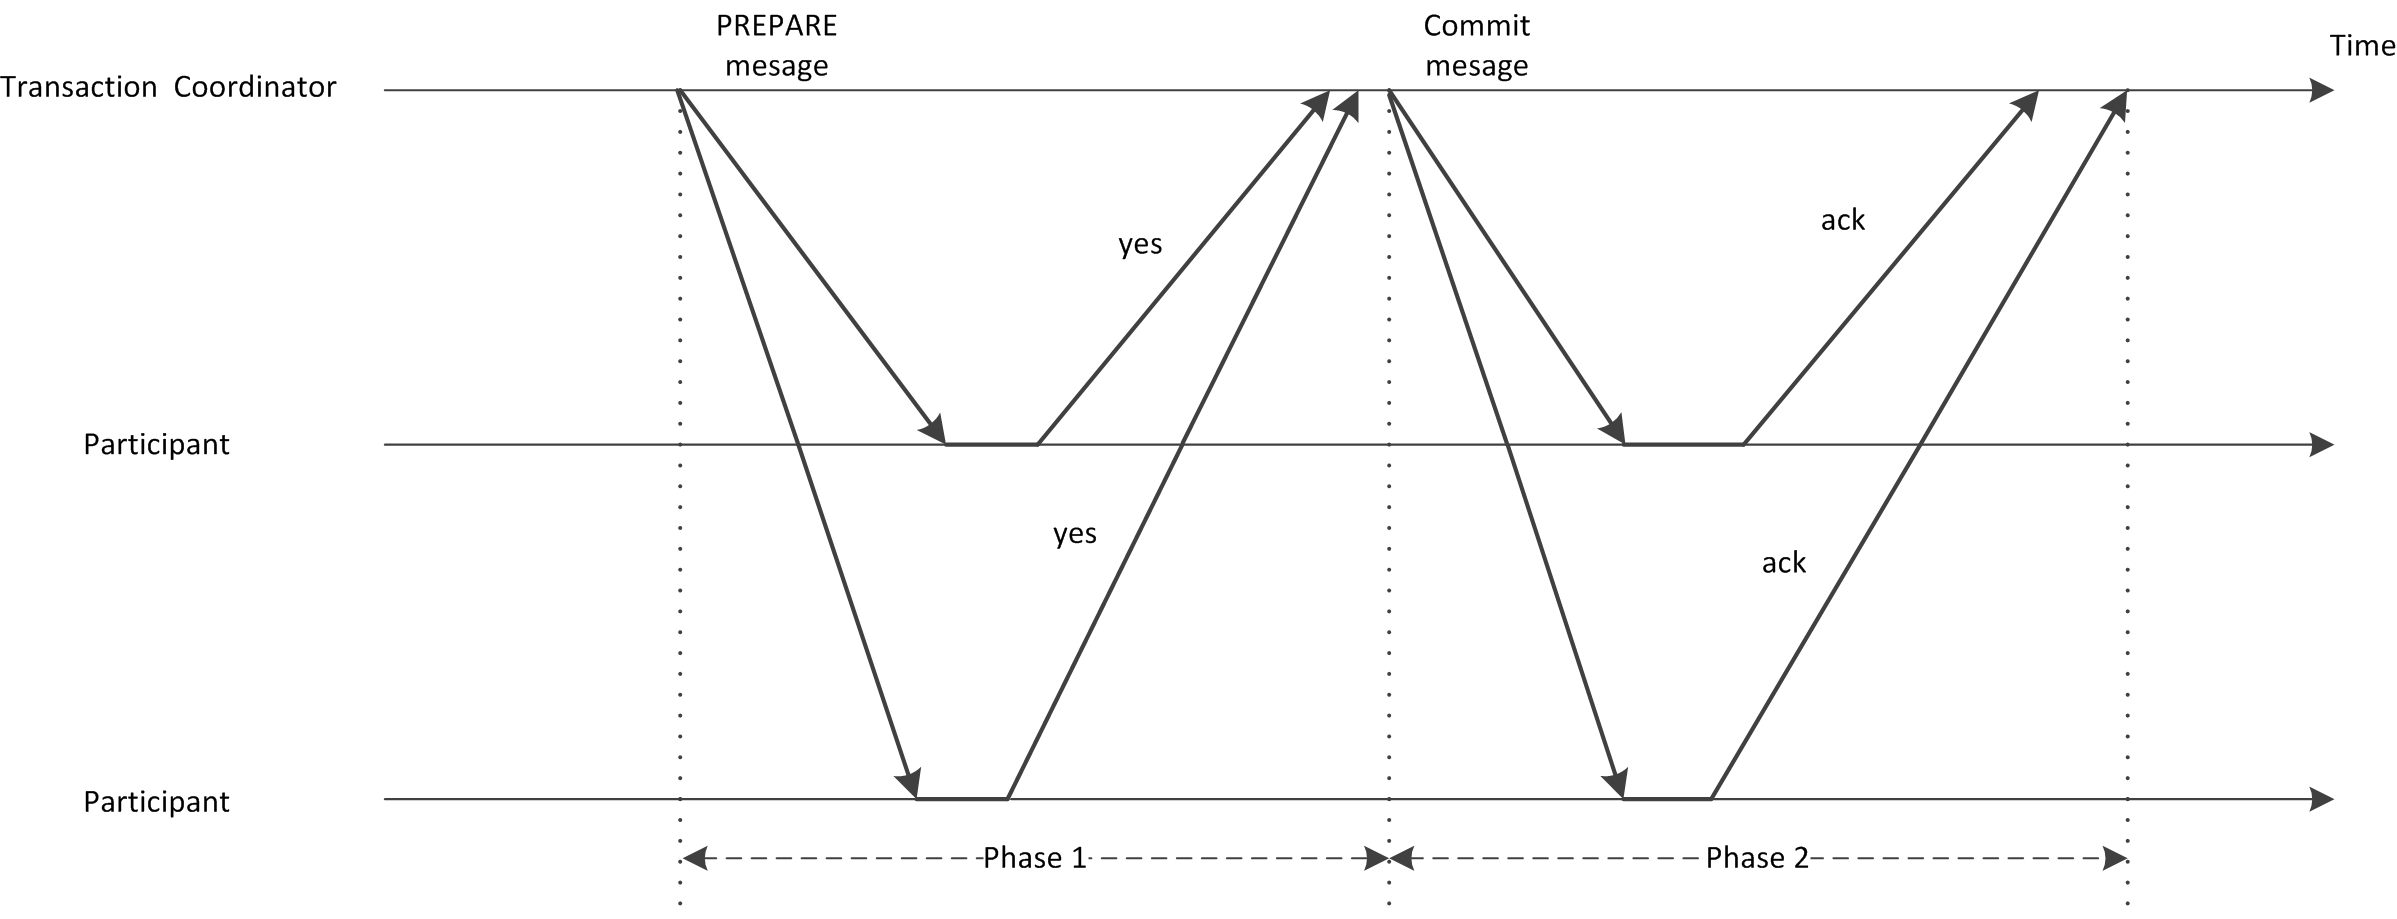 PREPARE
mesage
Commit
mesage
Time
Transaction Coordinator
yes
ack
Participant
yes
ack
Participant
Phase 1
Phase 2